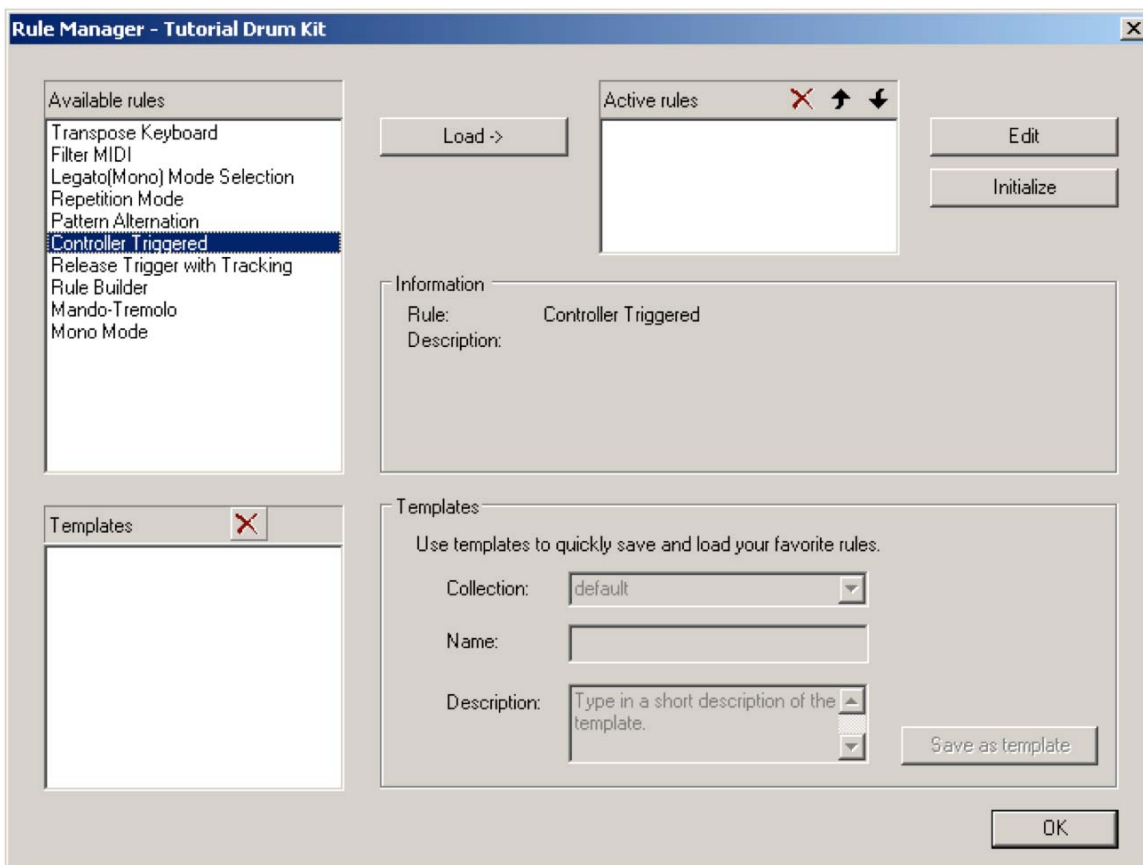 Rule Manager - Tutorial Drum Kit
Available rules
Transpose Keyboard
Filter MIDI
Legato(Mono) Mode Selection
Repetition Mode
Pattern Alternation
Controller Triggered
Release Trigger with Tracking
Rule Builder
Mando-Tremolo
Mono Mode
Load ->
Active rules
Edit
Initialize
Information
Rule: Controller Triggered
Description:
Templates
Templates
Use templates to quickly save and load your favorite rules.
Collection: default
Name:
Description: Type in a short description of the
template.
Save as template
OK